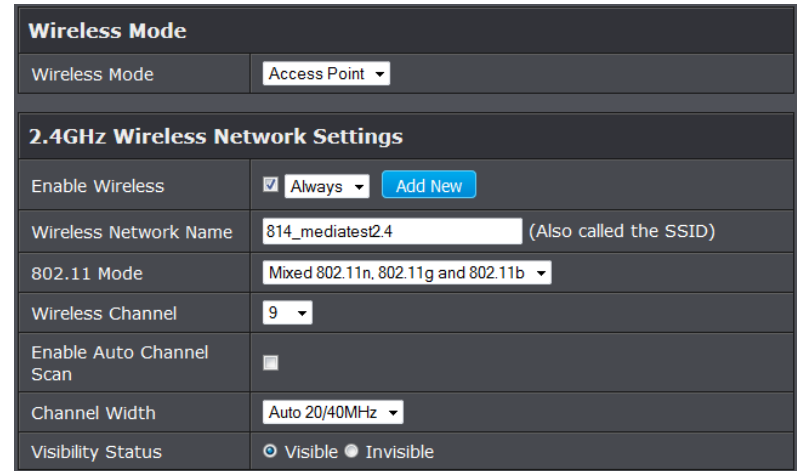 Wireless Mode
Wireless Mode Access Point
2.4GHz Wireless Network Settings
Enable Wireless Always Add New
Wireless Network Name 814_mediatest2.4 (Also called the SSID)
802.11 Mode Mixed 802.11n, 802.11g and 802.11b
Wireless Channel 9
Enable Auto Channel
Scan
Channel Width Auto 20/40MHz
Visibility Status Visible Invisible